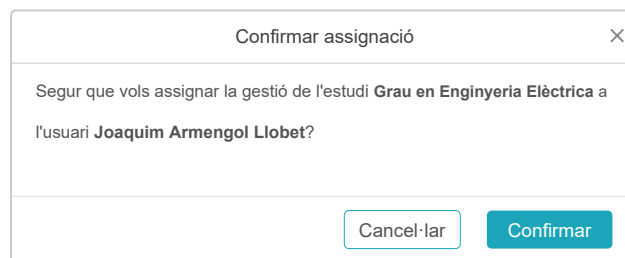 Confirmar assignació
Segur que vols assignar la gestió de l'estudi Grau en Enginyeria Elèctrica a
l'usuari Joaquim Armengol Llobet?
Cancel·lar
Confirmar